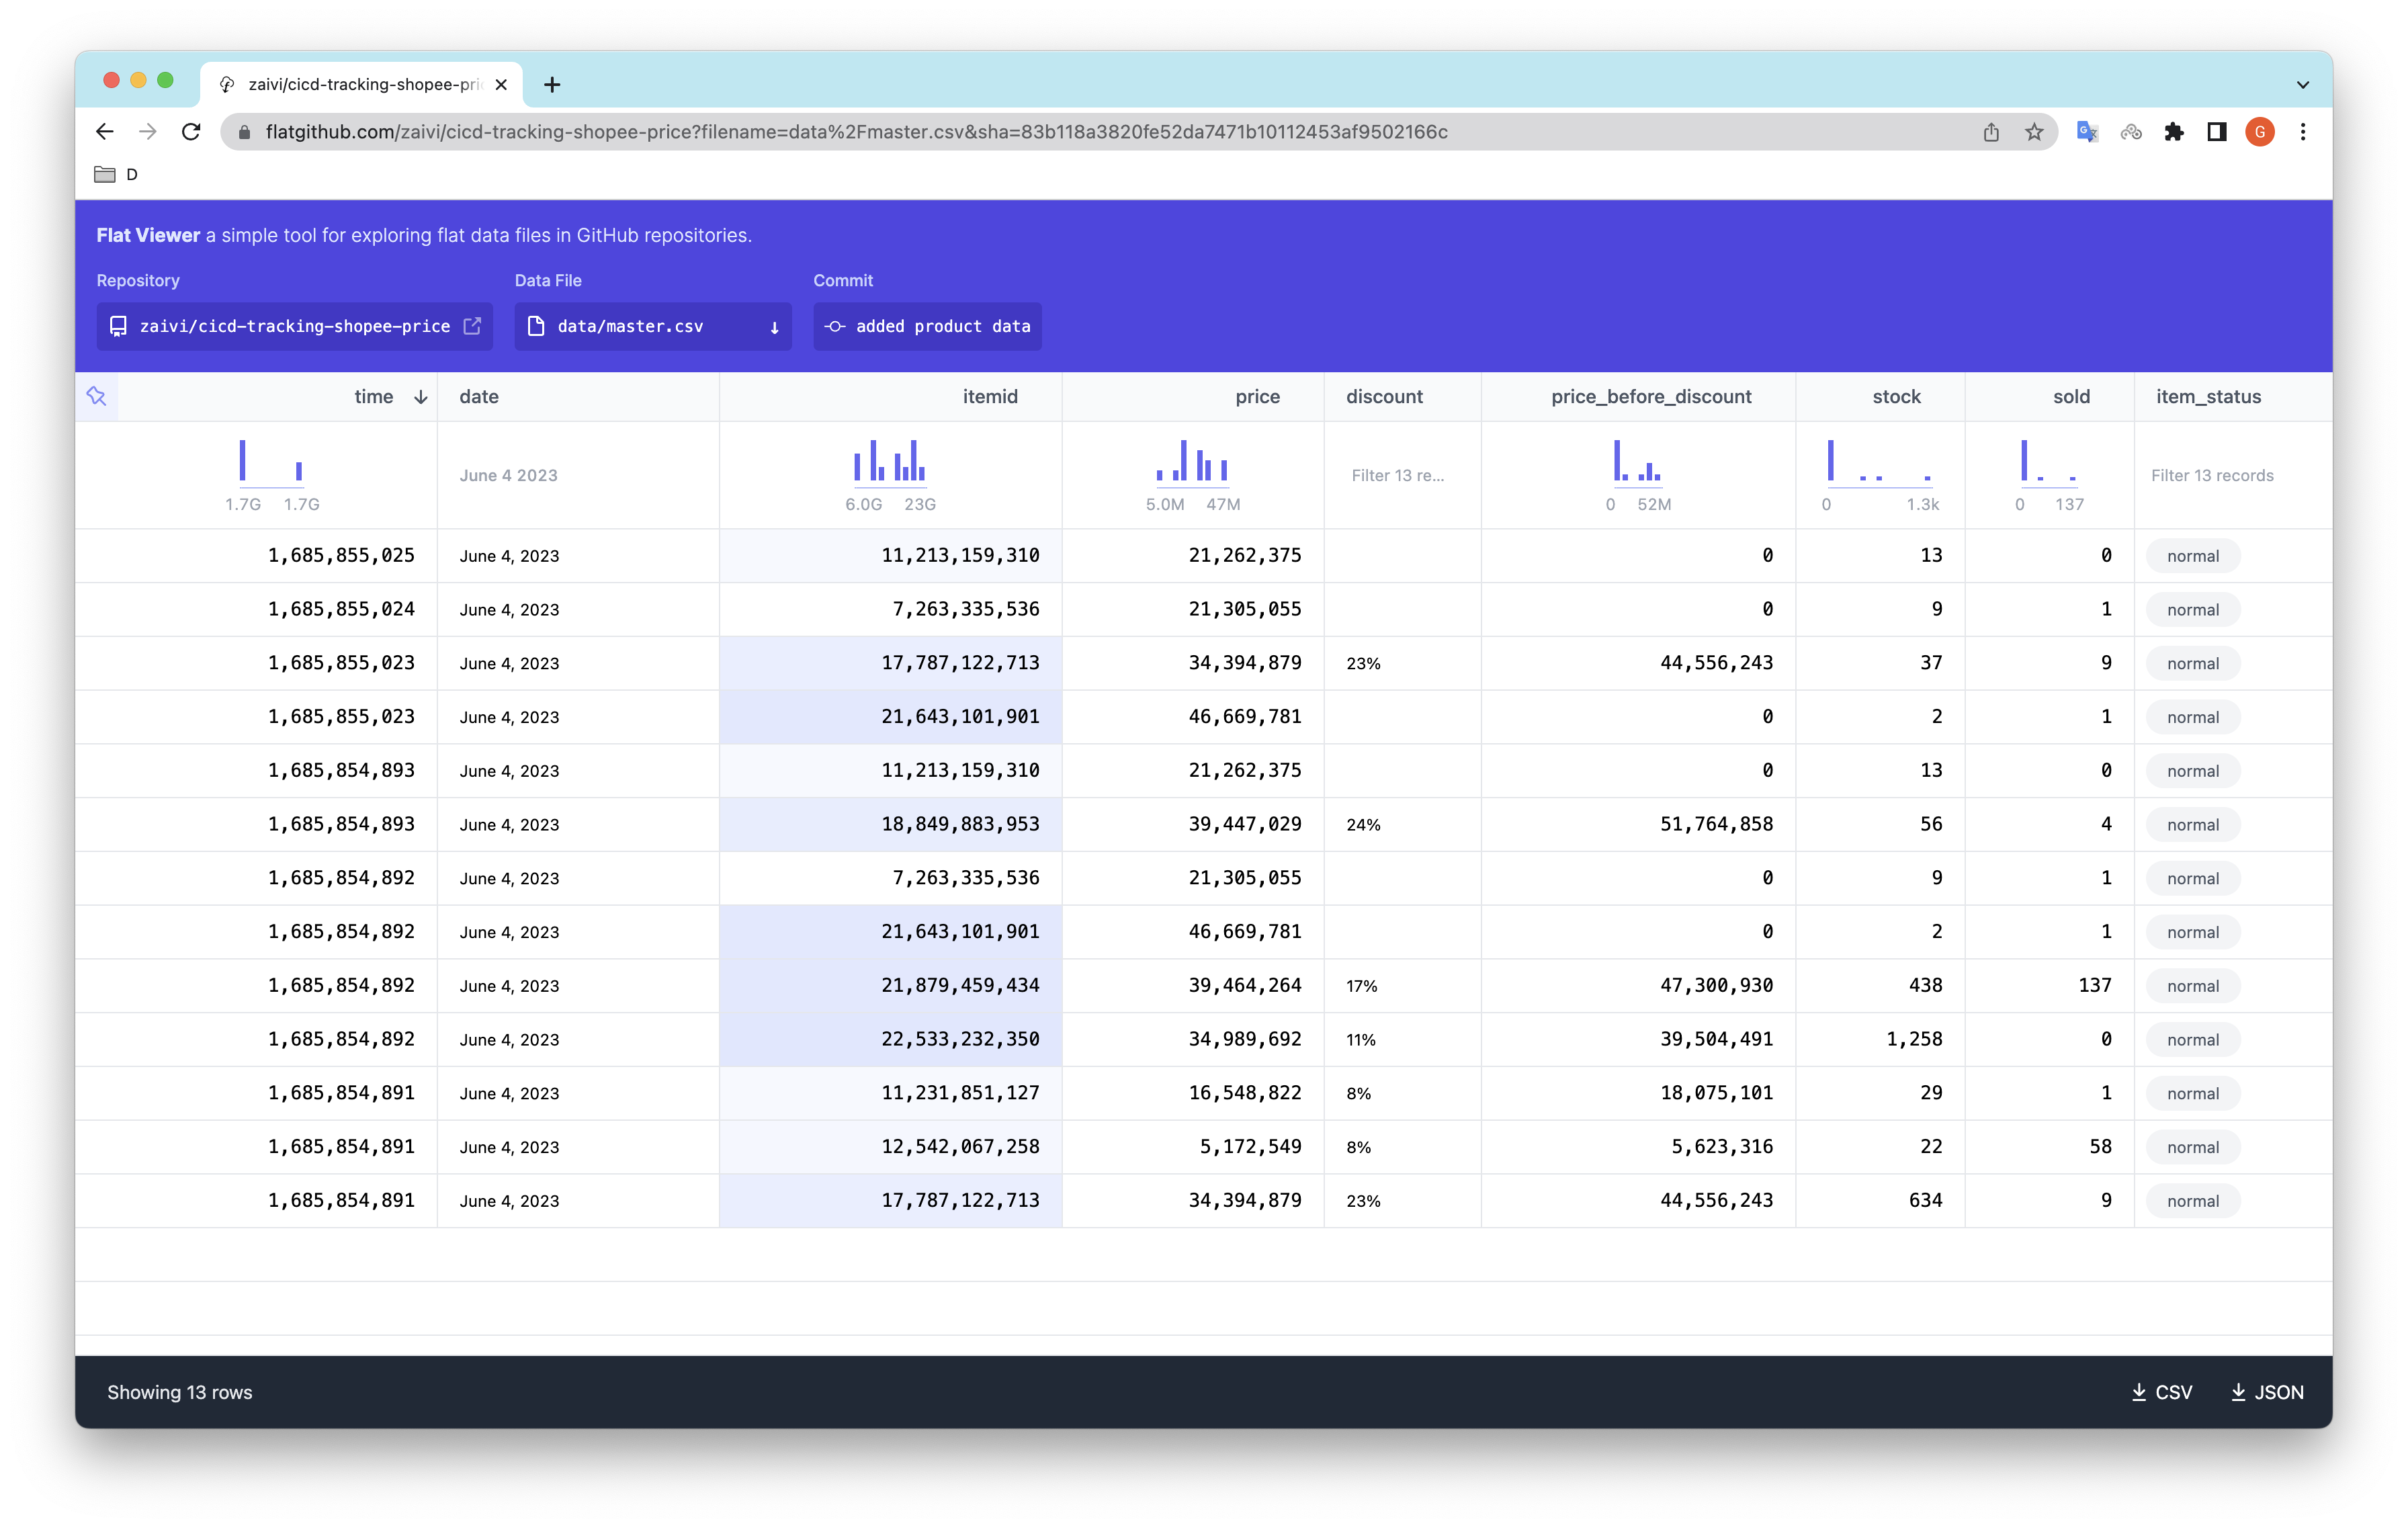 zaivi/cicd-tracking-shopee-pri
flatgithub.com/zaivi/cicd-tracking-shopee-price?filename=data%2Fmaster.csv&sha=83b118a3820fe52da7471b10112453af9502166c
G
D
Flat Viewer a simple tool for exploring flat data files in GitHub repositories.
Repository Data File Commit
zaivi/cicd-tracking-shopee-price data/master.csv added product data
time date itemid price discount price_before_discount stock sold item_status
June 4 2023 Filter 13 re... Filter 13 records
1.7G 1.7G 6.0G 23G 5.0M 47M 0 52M 0 1.3k 0 137
1,685,855,025 June 4, 2023 11,213,159,310 21,262,375 0 13 0 normal
1,685,855,024 June 4, 2023 7,263,335,536 21,305,055 0 9 1 normal
1,685,855,023 June 4, 2023 17,787,122,713 34,394,879 23% 44,556,243 37 9 normal
1,685,855,023 June 4, 2023 21,643,101,901 46,669,781 0 2 1 normal
1,685,854,893 June 4, 2023 11,213,159,310 21,262,375 0 13 0 normal
1,685,854,893 June 4, 2023 18,849,883,953 39,447,029 24% 51,764,858 56 4 normal
1,685,854,892 June 4, 2023 7,263,335,536 21,305,055 0 9 1 normal
1,685,854,892 June 4, 2023 21,643,101,901 46,669,781 0 2 1 normal
1,685,854,892 June 4, 2023 21,879,459,434 39,464,264 17% 47,300,930 438 137 normal
1,685,854,892 June 4, 2023 22,533,232,350 34,989,692 11% 39,504,491 1,258 0 normal
1,685,854,891 June 4, 2023 11,231,851,127 16,548,822 8% 18,075,101 29 1 normal
1,685,854,891 June 4, 2023 12,542,067,258 5,172,549 8% 5,623,316 22 58 normal
1,685,854,891 June 4, 2023 17,787,122,713 34,394,879 23% 44,556,243 634 9 normal
Showing 13 rows CSV JSON